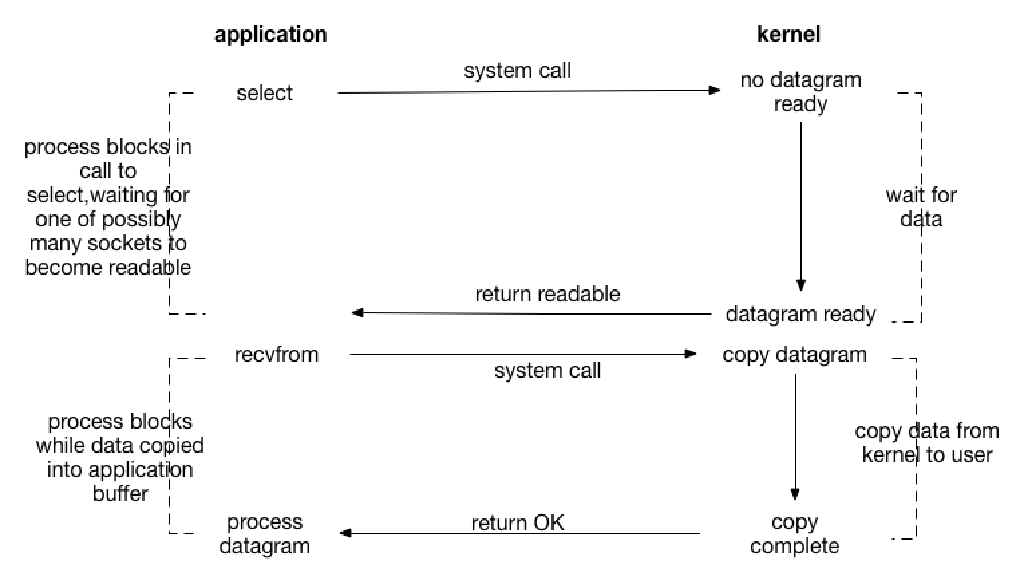 application
kernel
system call
select
no datagram
ready
process blocks in
call to
select,waiting for
one of possibly
many sockets to
become readable
wait for
data
return readable
datagram ready
recvfrom
copy datagram
system call
process blocks
while data copied
into application
buffer
copy data from
kernel to user
process
datagram
return OK
copy
complete